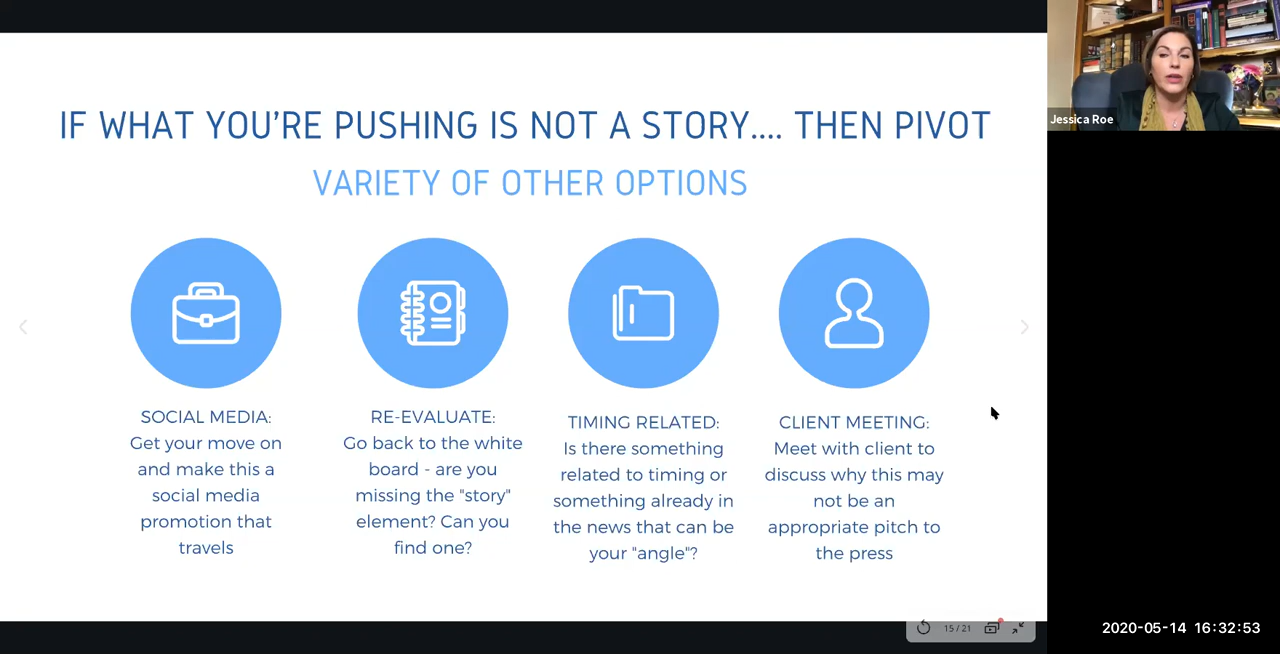 IF WHAT YOU'RE PUSHING IS NOT A STORY.... THEN PIVOT
VARIETY OF OTHER OPTIONS
SOCIAL MEDIA:
Get your move on
and make this a
social media
promotion that
travels
RE-EVALUATE:
Go back to the white
board - are you
missing the "story"
element? Can you
find one?
TIMING RELATED:
Is there something
related to timing or
something already in
the news that can be
your "angle"?
CLIENT MEETING:
Meet with client to
discuss why this may
not be an
appropriate pitch to
the press
Jessica Roe
15 / 21
2020-05-14 16:32:53